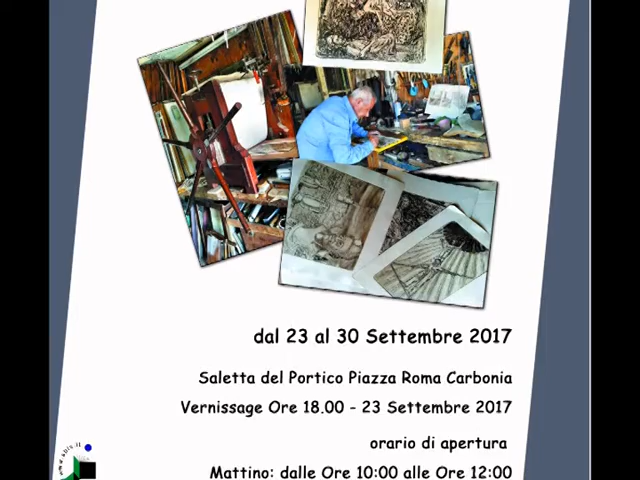 dal 23 al 30 Settembre 2017
Saletta del Portico Piazza Roma Carbonia
Vernissage Ore 18.00 - 23 Settembre 2017
orario di apertura
Mattino: dalle Ore 10:00 alle Ore 12:00